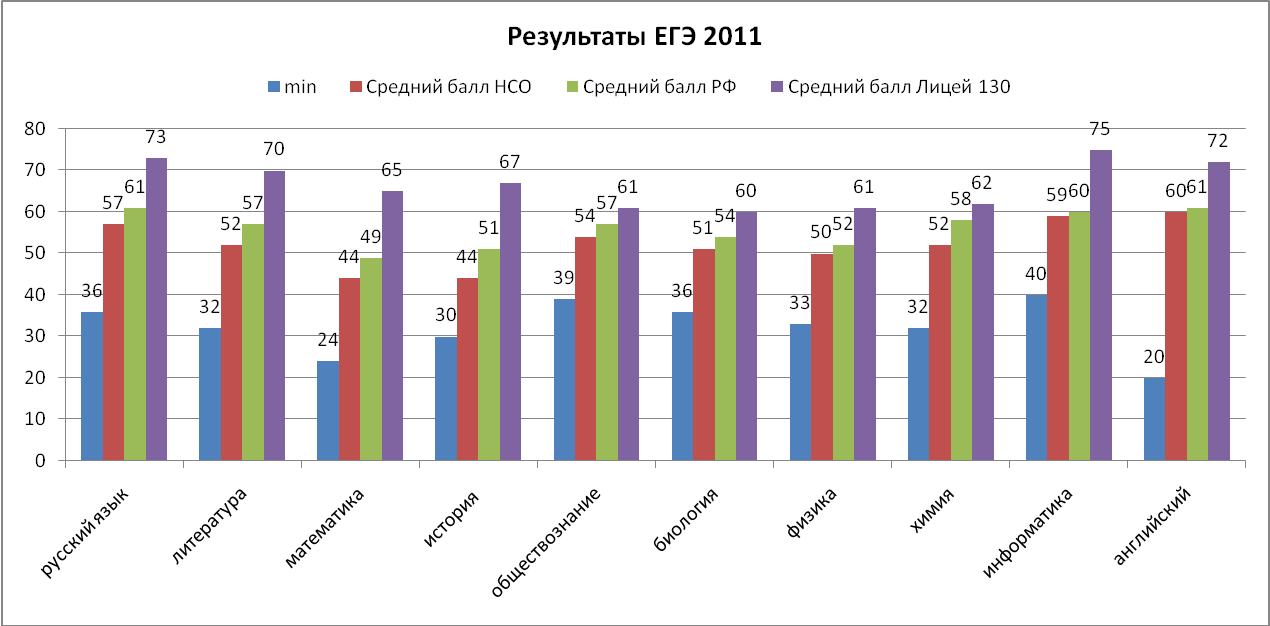 Результаты ЕГЭ 2011
min Средний балл НСО Средний балл РФ Средний балл Лицей 130
80
70
60
50
40
30
20
10
0
36 57 61 73
32 52 57 70
24 44 49 65
30 44 51 67
39 54 57 61
36 51 54 60
33 50 52 61
32 52 58 62
40 59 60 75
20 60 61 72
русский язык
литература
математика
история
обществознание
биология
физика
химия
информатика
английский